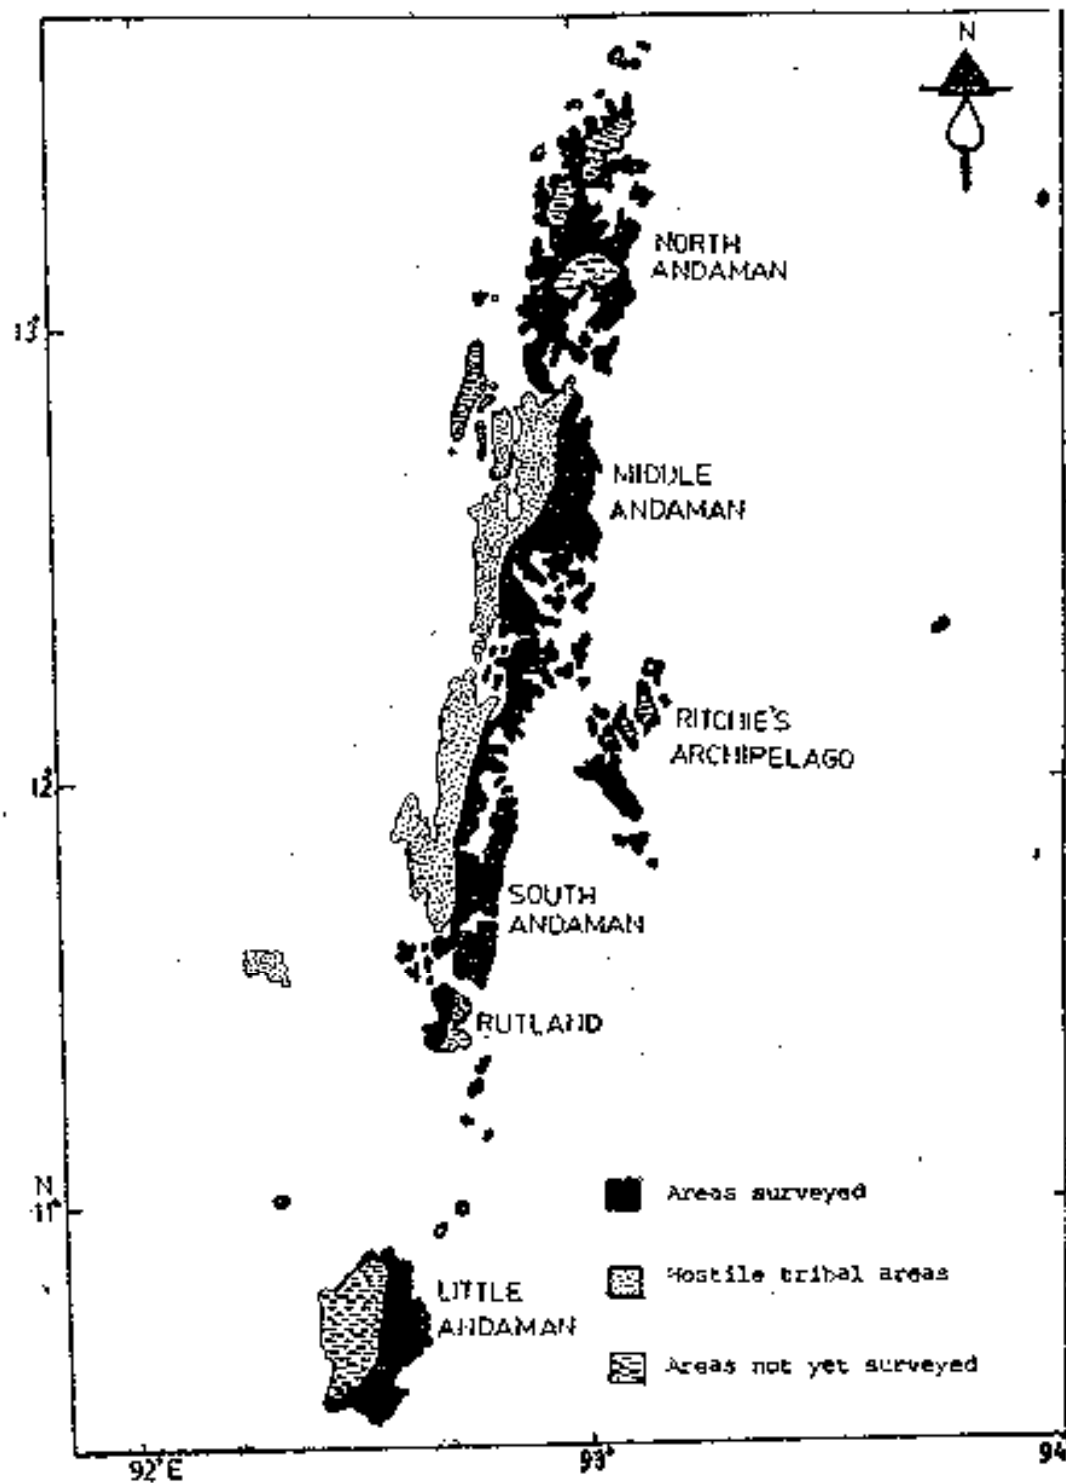 N
NORTH
ANDAMAN
13°
MIDDLE
ANDAMAN
RITCHIE'S
ARCHIPELAGO
12°
SOUTH
ANDAMAN
RUTLAND
N
11°
Areas surveyed
Hostile tribal areas
LITTLE
ANDAMAN
Areas not yet surveyed
92°E
93°
94